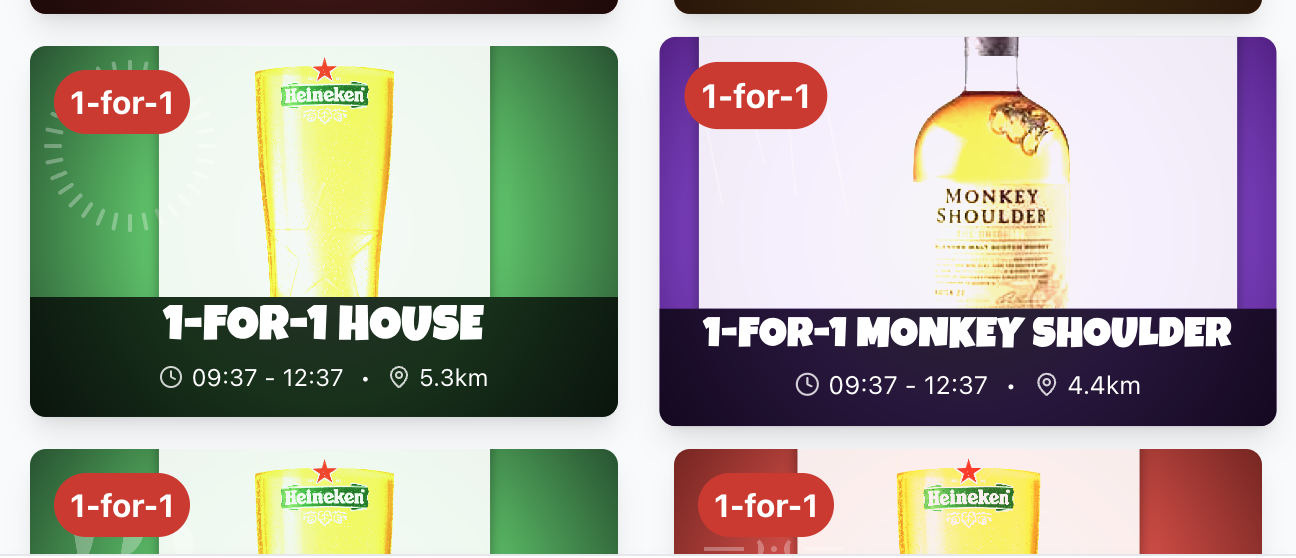 1-for-1
Heineken
1-FOR-1 HOUSE
09:37 - 12:37 • 5.3km
1-for-1
MONKEY
SHOULDER
1-FOR-1 MONKEY SHOULDER
09:37 - 12:37 • 4.4km
1-for-1
Heineken
1-for-1
Heineken